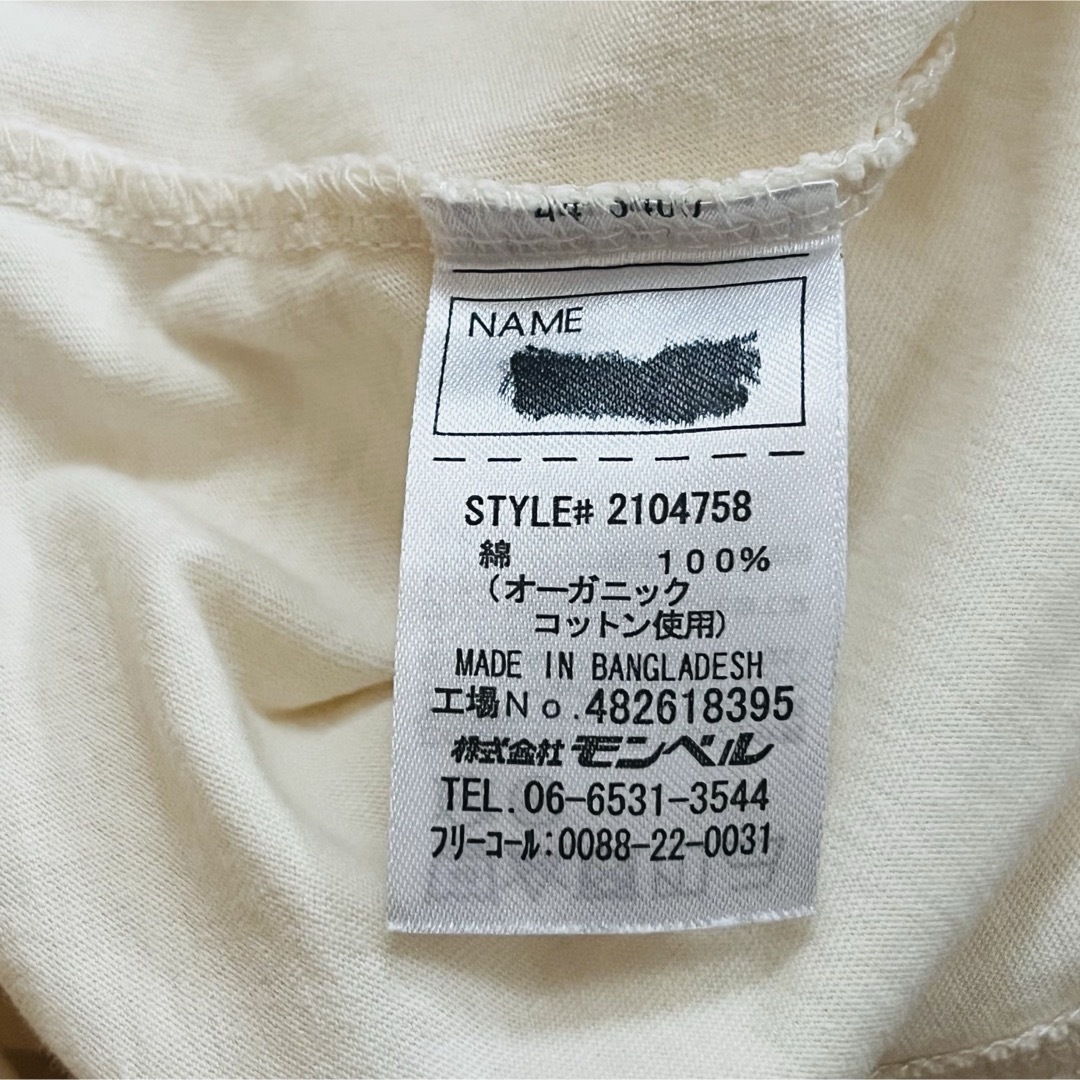 NAME
STYLE# 2104758
綿 100%
(オーガニック
コットン使用)
MADE IN BANGLADESH
工場No.482618395
株式会社 モンベル
TEL.06-6531-3544
フリーコール:0088-22-0031